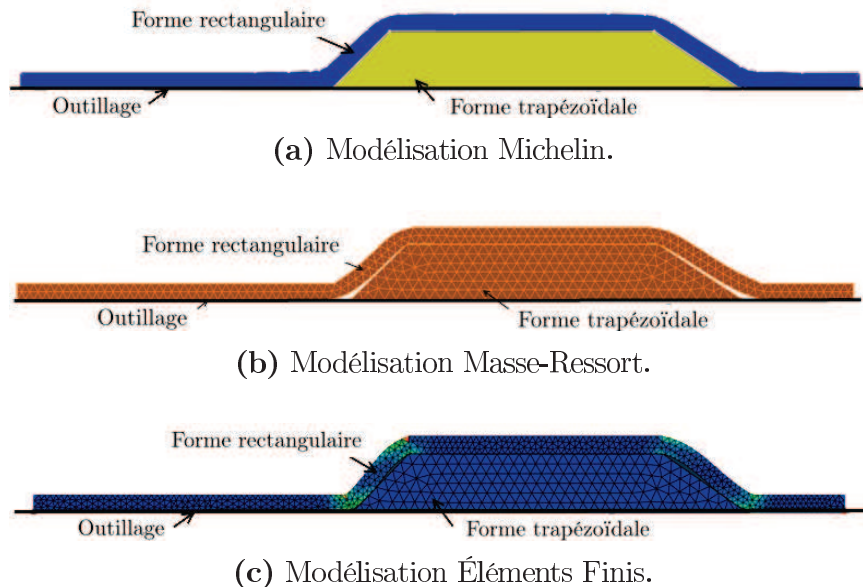 Forme rectangulaire
Outillage
Forme trapézoïdale
(a) Modélisation Michelin.
Forme rectangulaire
Outillage
Forme trapézoïdale
(b) Modélisation Masse-Ressort.
Forme rectangulaire
Outillage
Forme trapézoïdale
(c) Modélisation Éléments Finis.